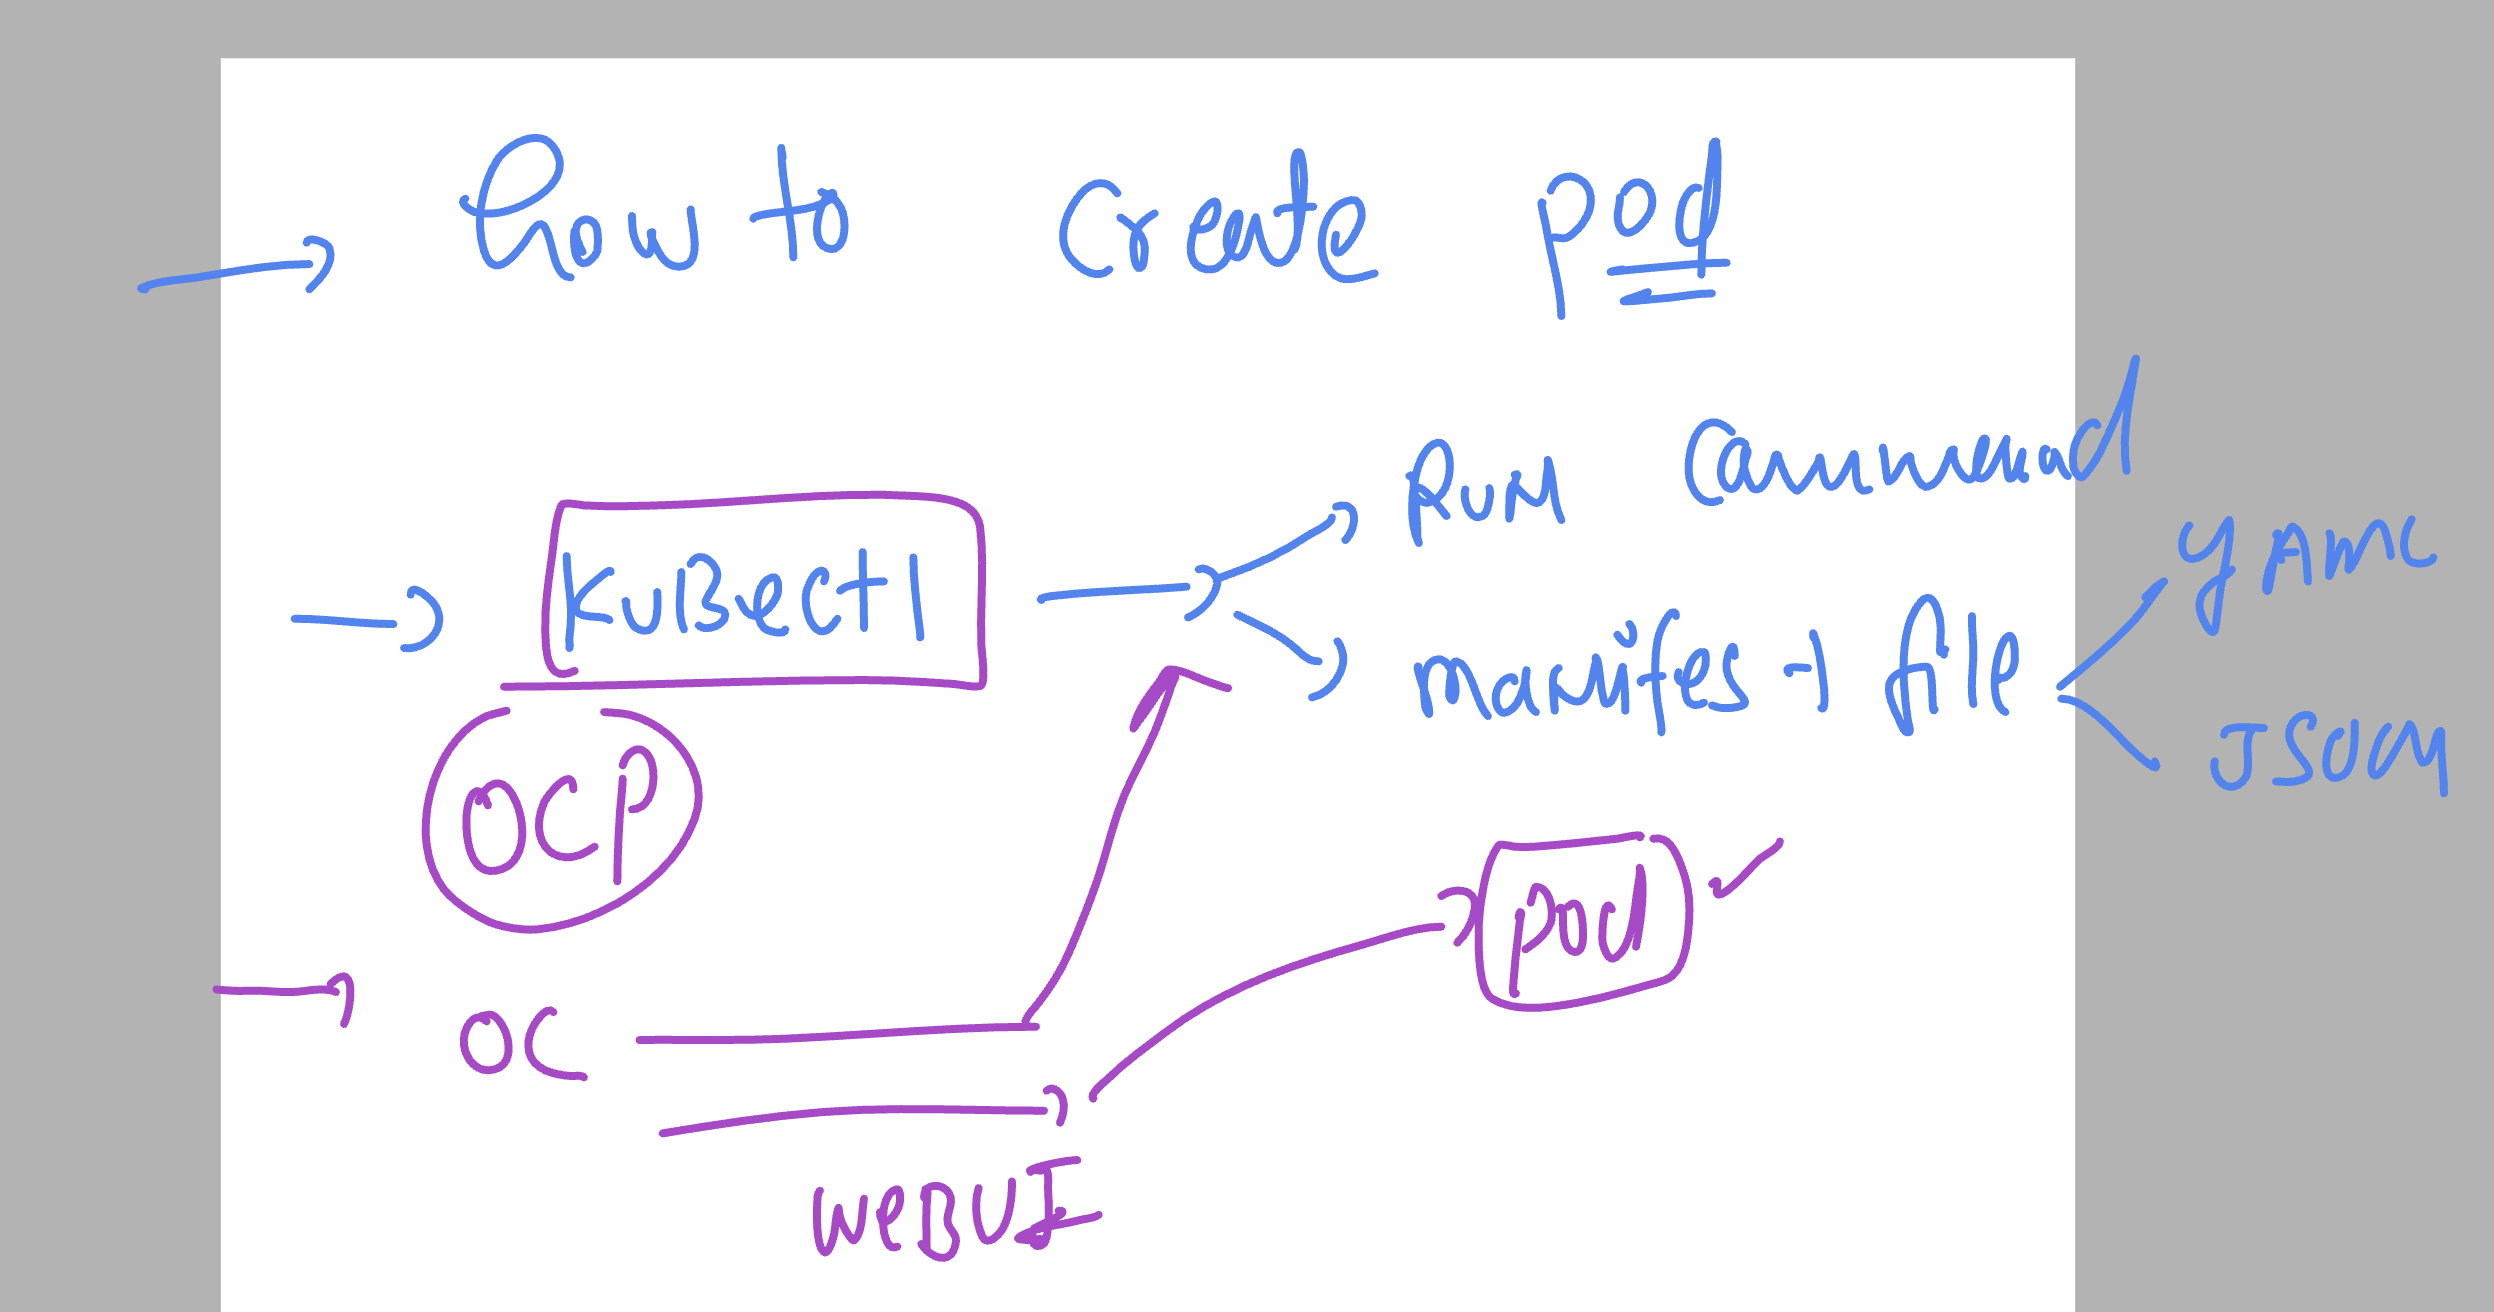 How to Create pod
Run Command
KuBectl
YAML
manifest file
JSON
OCP
pod
OC
WeBUI